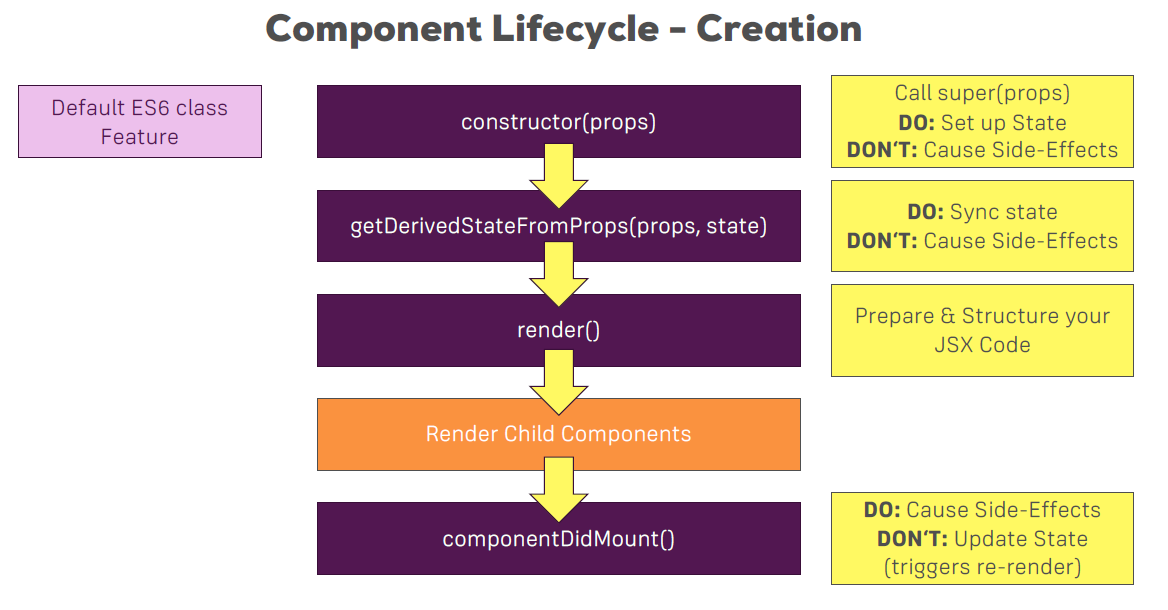 Component Lifecycle – Creation
Default ES6 class
Feature
constructor(props)
Call super(props)
DO: Set up State
DON‘T: Cause Side-Effects
getDerivedStateFromProps(props, state)
DO: Sync state
DON‘T: Cause Side-Effects
render()
Prepare & Structure your
JSX Code
Render Child Components
componentDidMount()
DO: Cause Side-Effects
DON‘T: Update State
(triggers re-render)